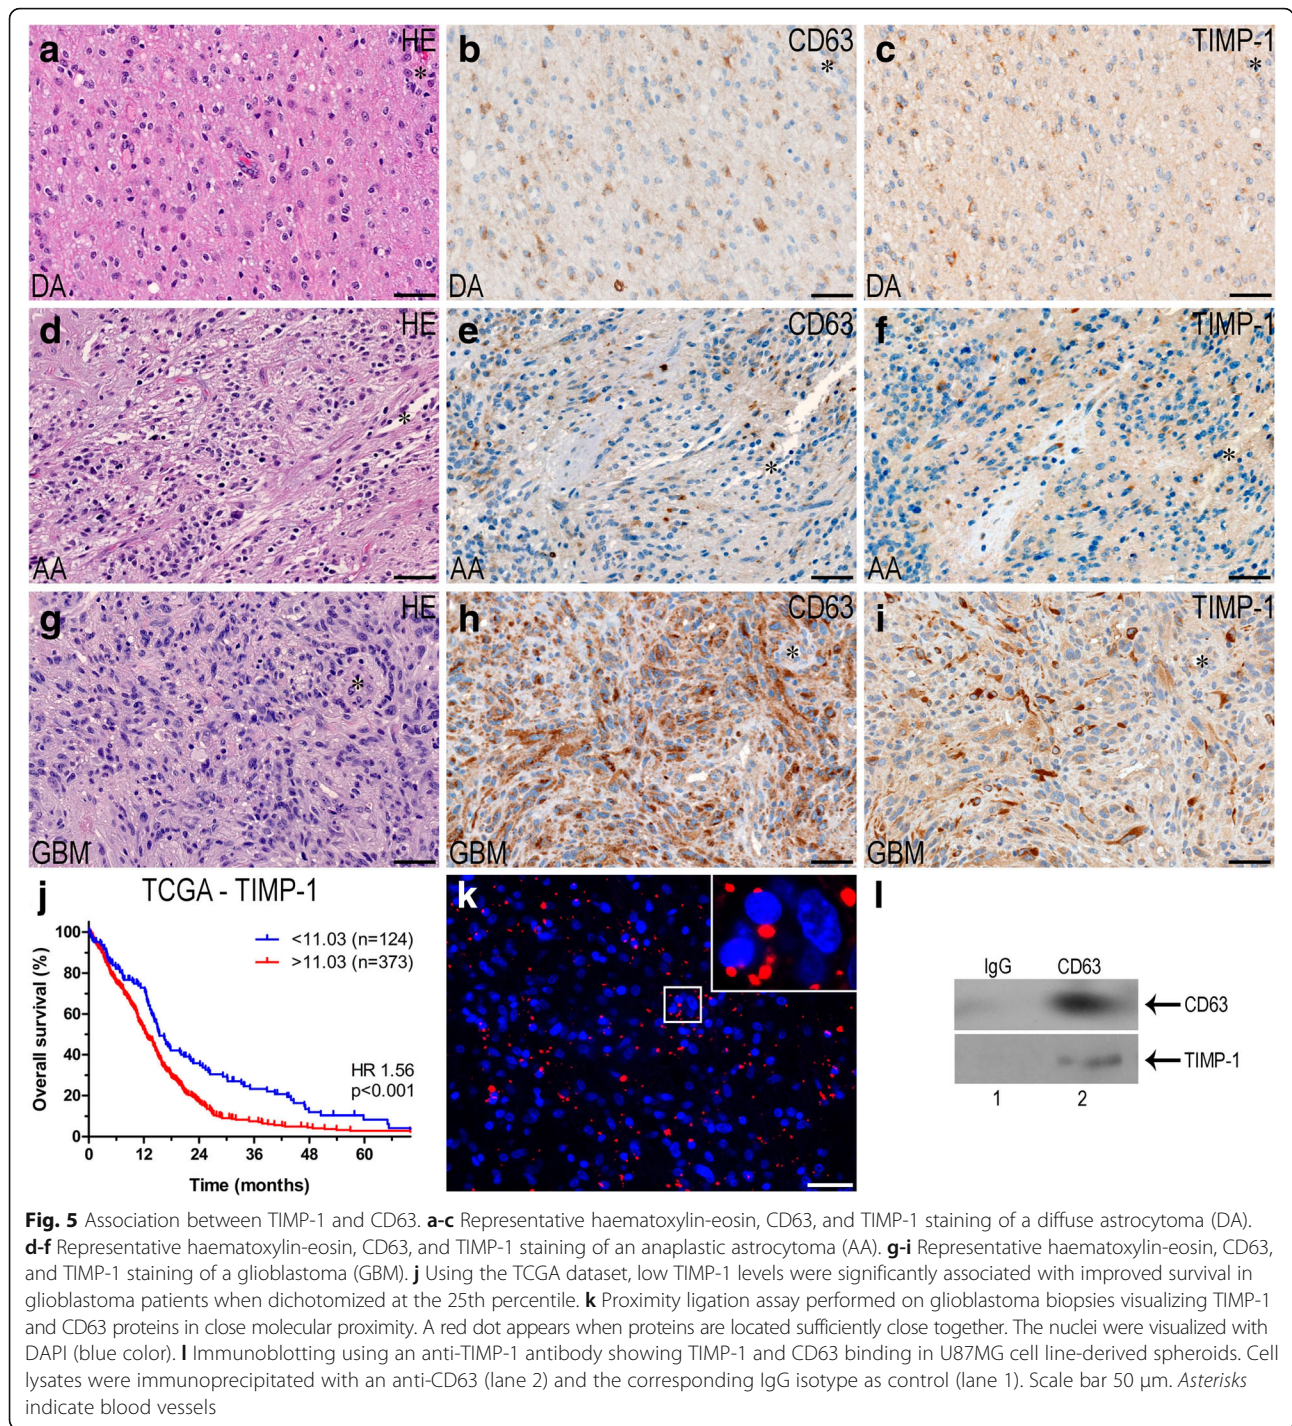 a HE DA
b CD63 * DA
c TIMP-1 * DA
d HE * AA
e CD63 * AA
f TIMP-1 * AA
g HE * GBM
h CD63 * GBM
i TIMP-1 * GBM
j TCGA - TIMP-1
<11.03 (n=124)
>11.03 (n=373)
HR 1.56
p<0.001
Overall survival (%)
100
80
60
40
20
0
0 12 24 36 48 60
Time (months)
k
l
IgG CD63
CD63
TIMP-1
1 2
Fig. 5 Association between TIMP-1 and CD63. a-c Representative haematoxylin-eosin, CD63, and TIMP-1 staining of a diffuse astrocytoma (DA).
d-f Representative haematoxylin-eosin, CD63, and TIMP-1 staining of an anaplastic astrocytoma (AA). g-i Representative haematoxylin-eosin, CD63,
and TIMP-1 staining of a glioblastoma (GBM). j Using the TCGA dataset, low TIMP-1 levels were significantly associated with improved survival in
glioblastoma patients when dichotomized at the 25th percentile. k Proximity ligation assay performed on glioblastoma biopsies visualizing TIMP-1
and CD63 proteins in close molecular proximity. A red dot appears when proteins are located sufficiently close together. The nuclei were visualized with
DAPI (blue color). l Immunoblotting using an anti-TIMP-1 antibody showing TIMP-1 and CD63 binding in U87MG cell line-derived spheroids. Cell
lysates were immunoprecipitated with an anti-CD63 (lane 2) and the corresponding IgG isotype as control (lane 1). Scale bar 50 μm. Asterisks
indicate blood vessels